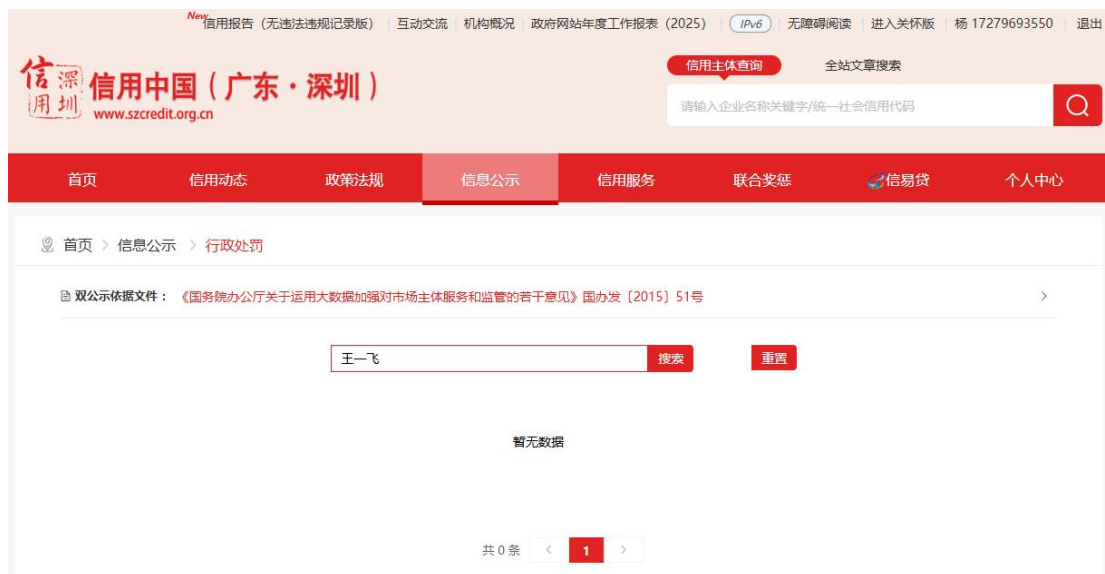 New信用报告（无违法违规记录版） 互动交流 机构概况 政府网站年度工作报表（2025） IPv6 无障碍阅读 进入关怀版 杨 17279693550 退出
信用 深圳 信用中国（广东·深圳）
www.szcredit.org.cn
信用主体查询 全站文章搜索
请输入企业名称关键字/统一社会信用代码
首页 信用动态 政策法规 信息公示 信用服务 联合奖惩 信易贷 个人中心
首页 > 信息公示 > 行政处罚
双公示依据文件： 《国务院办公厅关于运用大数据加强对市场主体服务和监管的若干意见》国办发〔2015〕51号 >
王一飞 搜索 重置
暂无数据
共 0 条 < 1 >